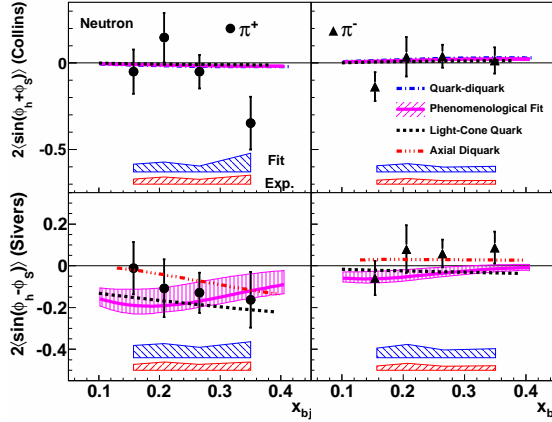 Neutron
π+
π-
2⟨sin(ϕh+ϕS)⟩ (Collins)
0
-0.5
Quark-diquark
Phenomenological Fit
Light-Cone Quark
Axial Diquark
Fit
Exp.
2⟨sin(ϕh-ϕS)⟩ (Sivers)
0.2
0
-0.2
-0.4
0.1 0.2 0.3 0.4 0.1 0.2 0.3 0.4
xbj xb